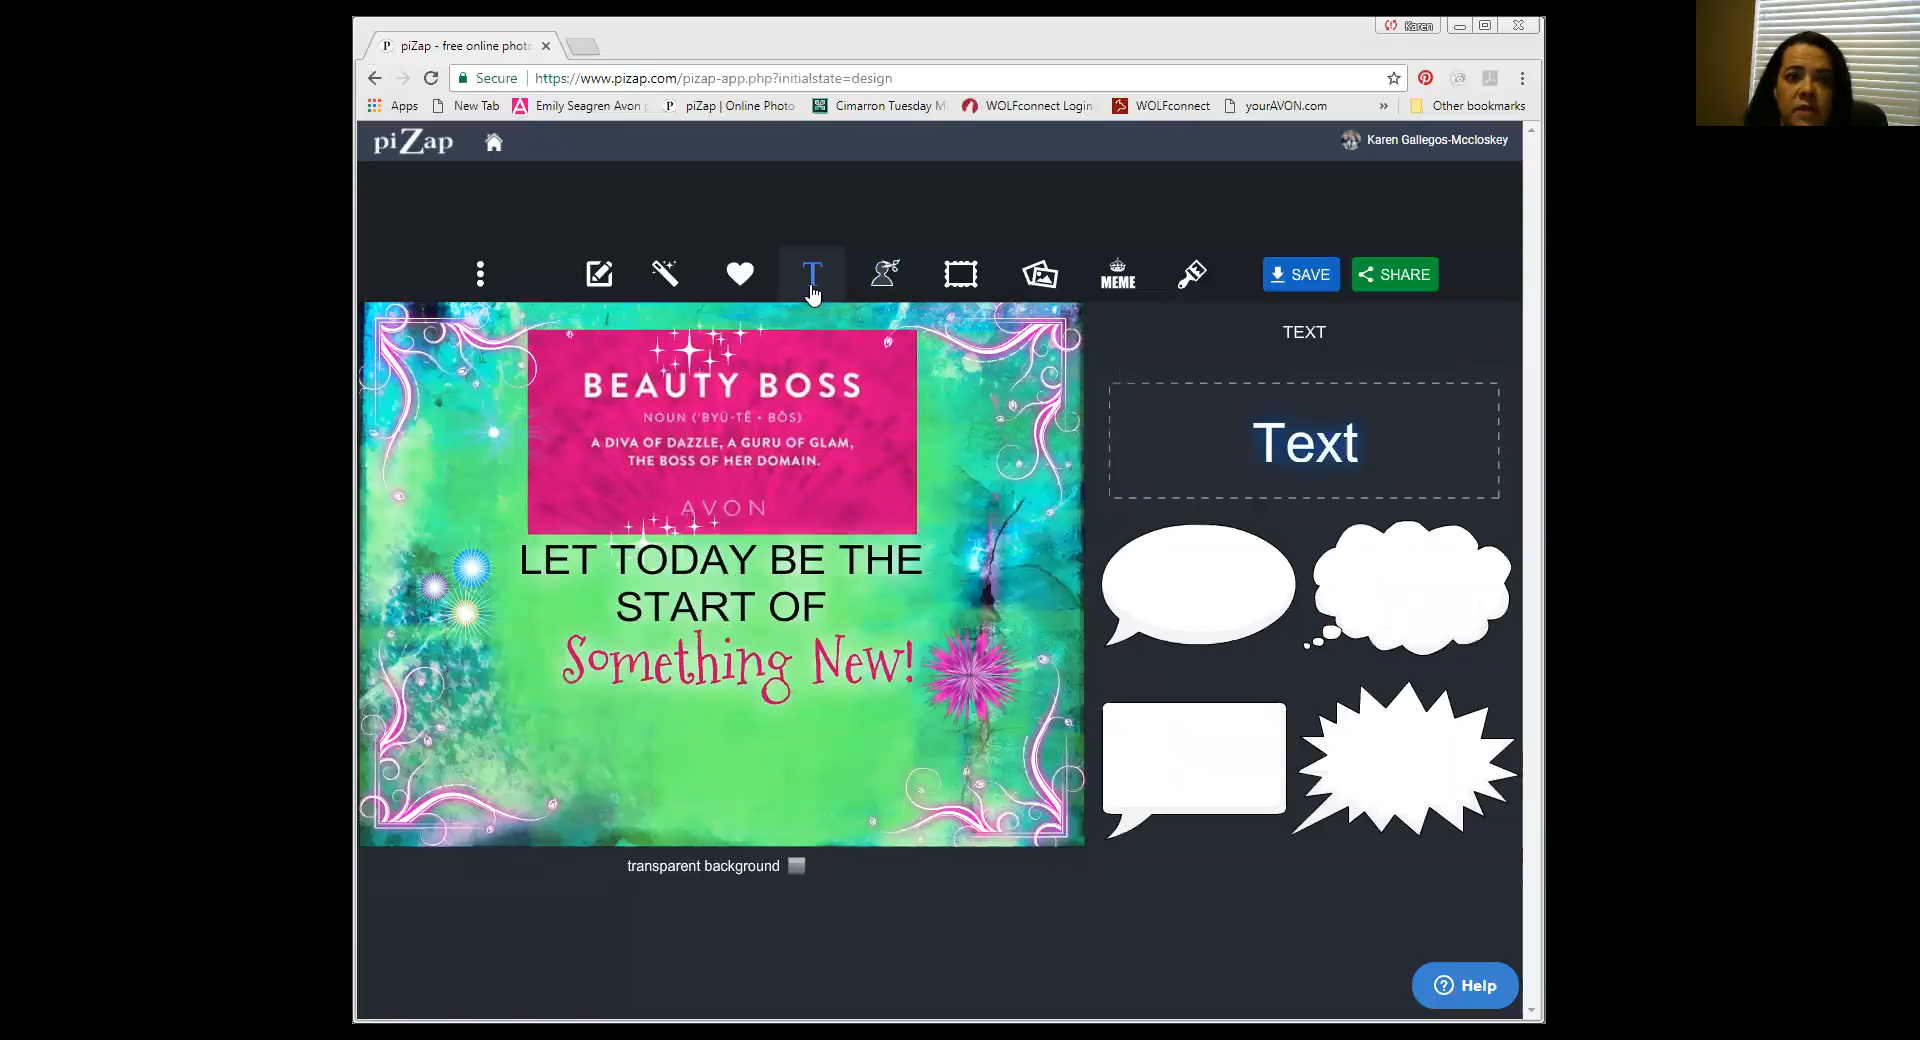 Karen
piZap - free online photo
Secure https://www.pizap.com/pizap-app.php?initialstate=design
Apps New Tab Emily Seagren Avon piZap | Online Photo Cimarron Tuesday M WOLFconnect Login WOLFconnect yourAVON.com » Other bookmarks
piZap Karen Gallegos-Mccloskey
T MEME SAVE SHARE
TEXT
BEAUTY BOSS
NOUN ('BYÜ-TĒ • BÔS)
A DIVA OF DAZZLE, A GURU OF GLAM,
THE BOSS OF HER DOMAIN.
AVON
Text
LET TODAY BE THE
START OF
Something New!
transparent background
Help